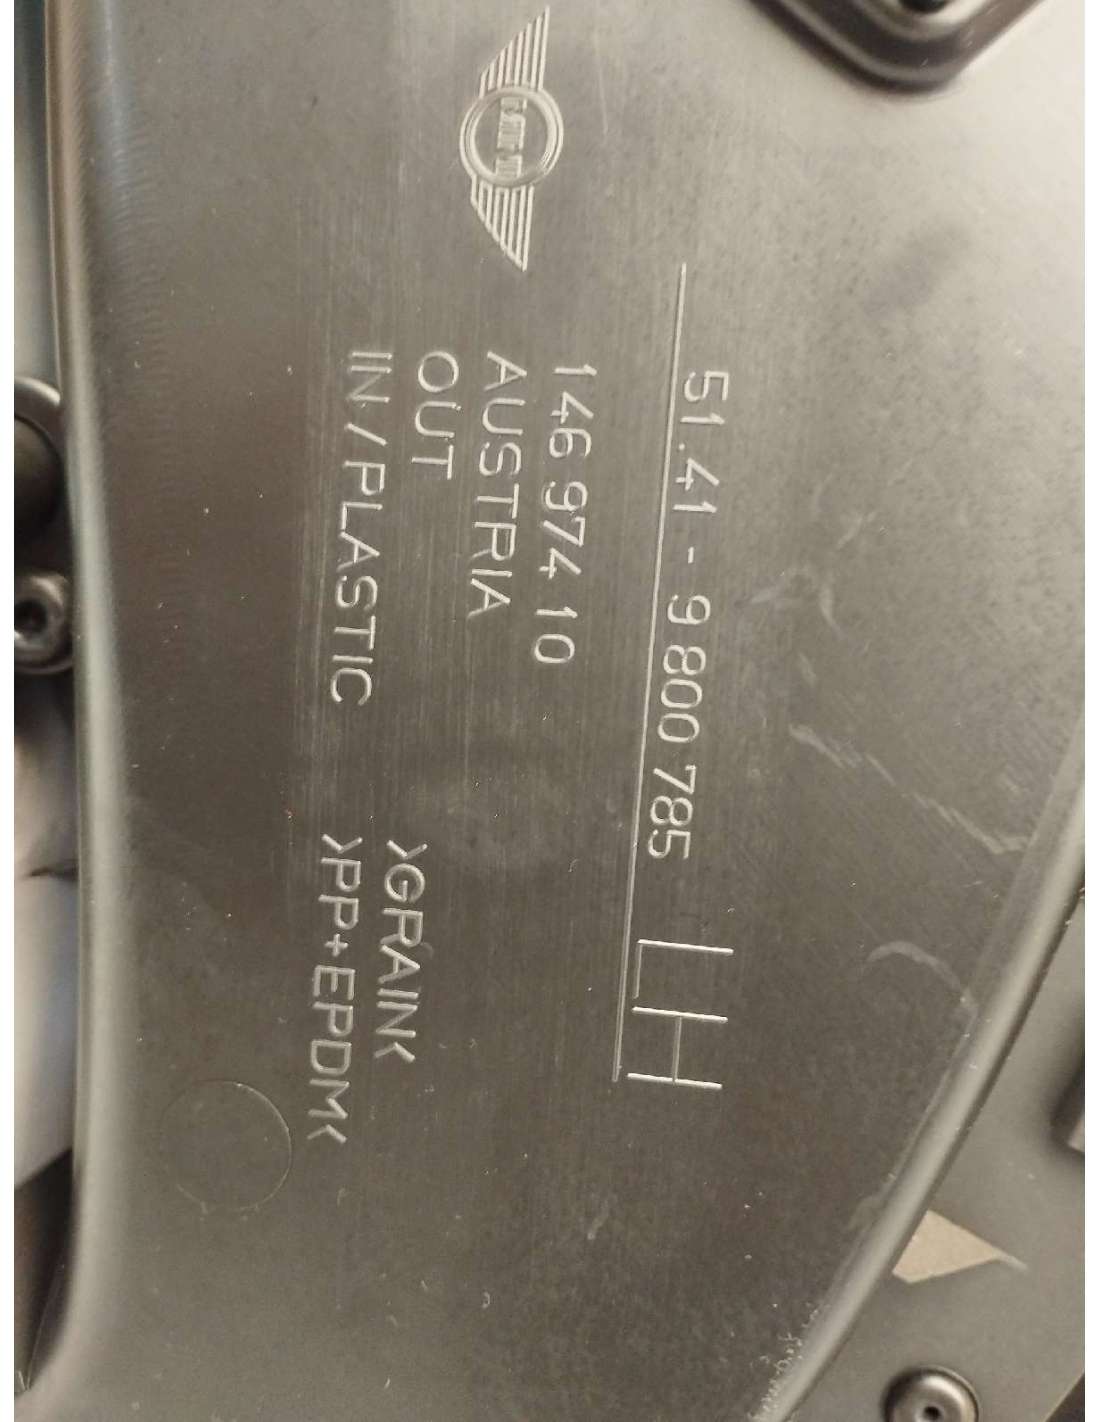 51.41 - 9 800 785 LH
146 974 10
AUSTRIA
OUT
IN / PLASTIC
>GRAIN<
>PP+EPDM<